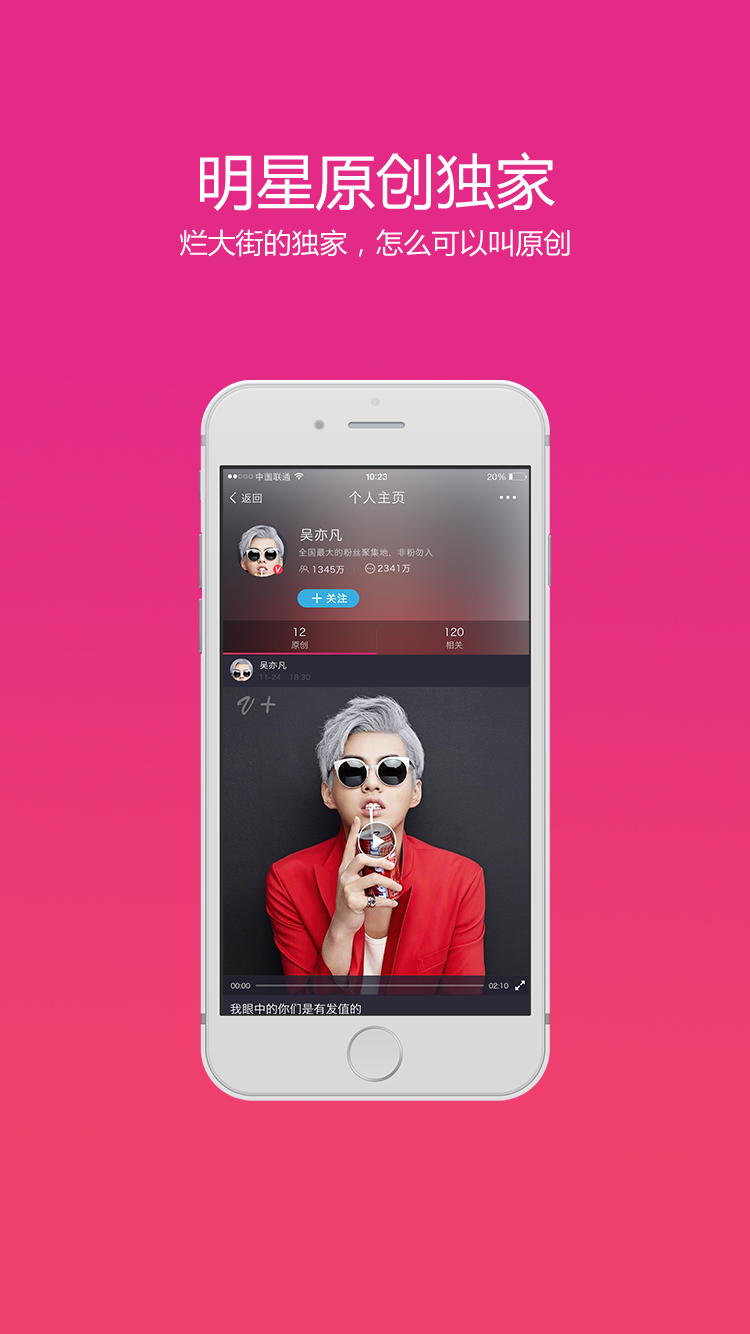 明星原创独家
烂大街的独家，怎么可以叫原创
中国联通 10:23 20%
返回 个人主页
吴亦凡
全国最大的粉丝聚集地，非粉勿入
1345万 2341万
+ 关注
12 120
原创 相关
吴亦凡
11-24 18:30
V+
00:00 02:10
我眼中的你们是有发值的